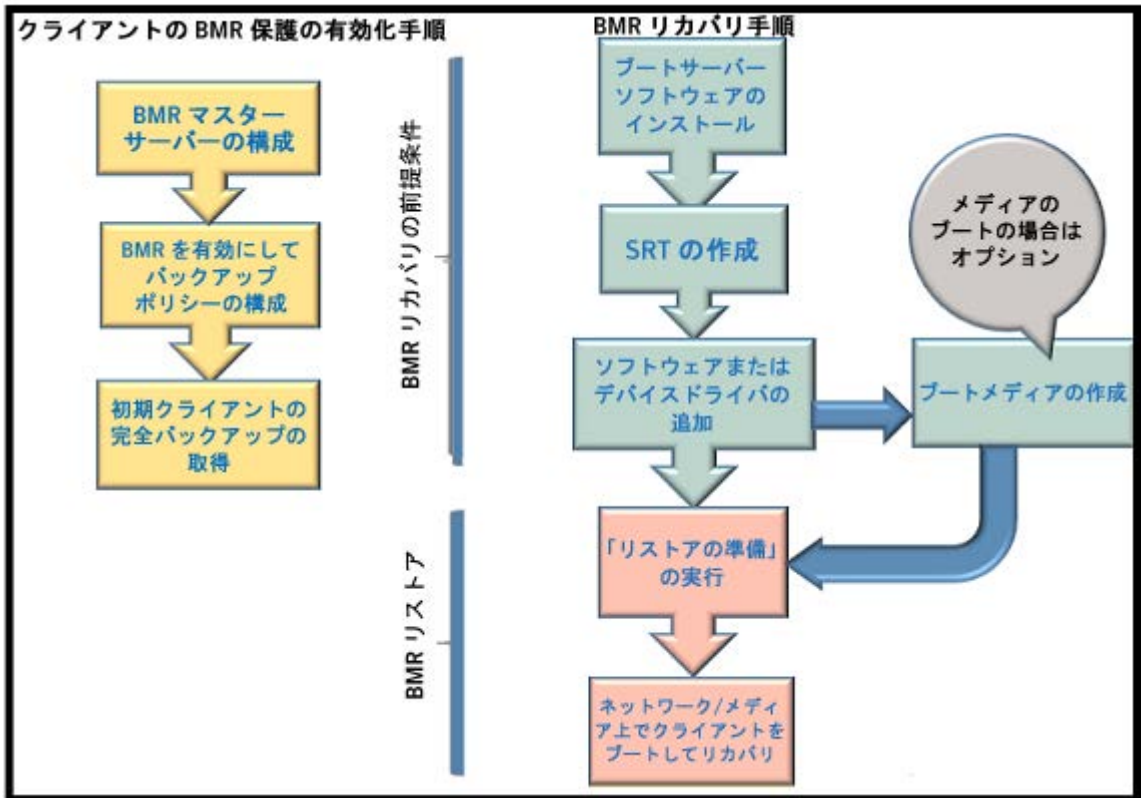 クライアントの BMR 保護の有効化手順
BMR マスター
サーバーの構成
BMR を有効にして
バックアップ
ポリシーの構成
初期クライアントの
完全バックアップの
取得
BMR リカバリの前提条件
BMR リストア
BMR リカバリ手順
ブートサーバー
ソフトウェアの
インストール
SRT の作成
ソフトウェアまたは
デバイスドライバの
追加
メディアの
ブートの場合は
オプション
ブートメディアの作成
「リストアの準備」
の実行
ネットワーク/メディ
ア上でクライアントを
ブートしてリカバリ